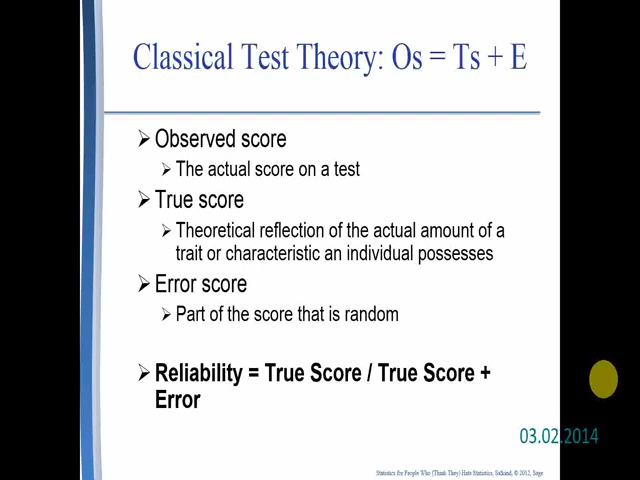 Classical Test Theory: Os = Ts + E
Observed score
The actual score on a test
True score
Theoretical reflection of the actual amount of a
trait or characteristic an individual possesses
Error score
Part of the score that is random
Reliability = True Score / True Score +
Error
03.02.2014
Statistics for People Who (Think They) Hate Statistics, Salkind, © 2012, Sage